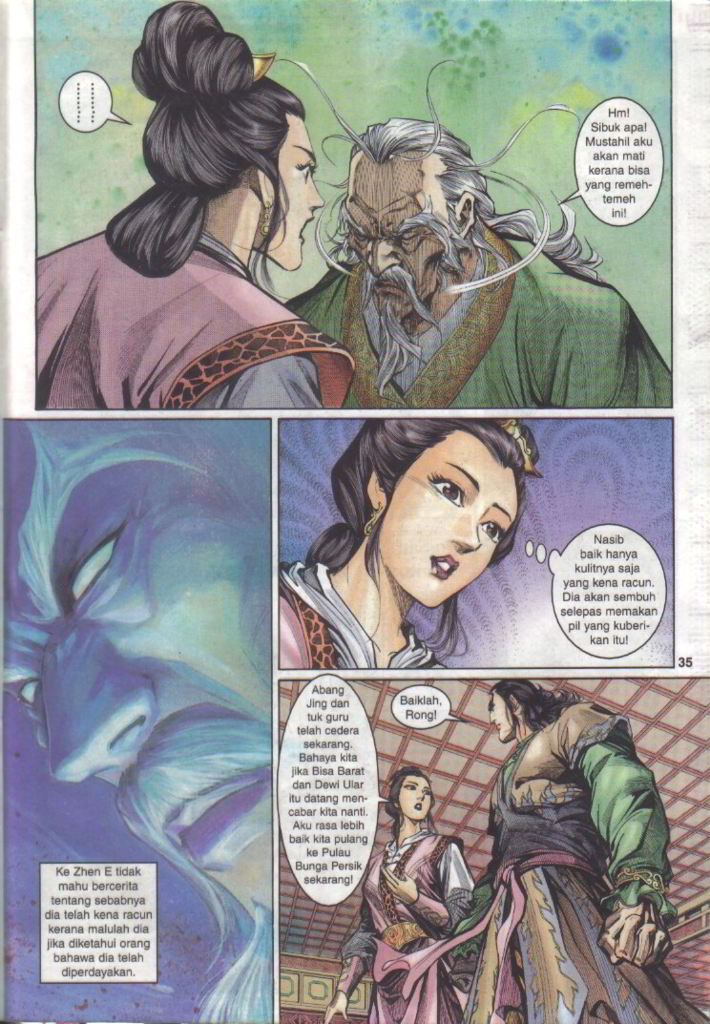 Hm!
Sibuk apa!
Mustahil aku
akan mati
kerana bisa
yang remeh-
temeh
ini!
Nasib
baik hanya
kulitnya saja
yang kena racun.
Dia akan sembuh
selepas memakan
pil yang kuberi-
kan itu!
35
Ke Zhen E tidak
mahu bercerita
tentang sebabnya
dia telah kena racun
kerana malulah dia
jika diketahui orang
bahawa dia telah
diperdayakan.
Abang
Jing dan
tuk guru
telah cedera
sekarang.
Bahaya kita
jika Bisa Barat
dan Dewi Ular
itu datang men-
cabar kita nanti.
Aku rasa lebih
baik kita pulang
ke Pulau
Bunga Persik
sekarang!
Baiklah,
Rong!